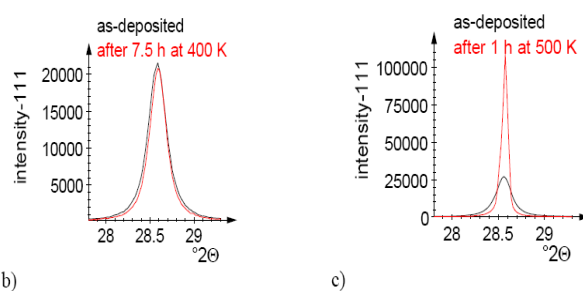 as-deposited
after 7.5 h at 400 K
intensity-111
20000
15000
10000
5000
28
28.5
29
°2Θ
b)
as-deposited
after 1 h at 500 K
intensity-111
100000
75000
50000
25000
0
28
28.5
29
°2Θ
c)